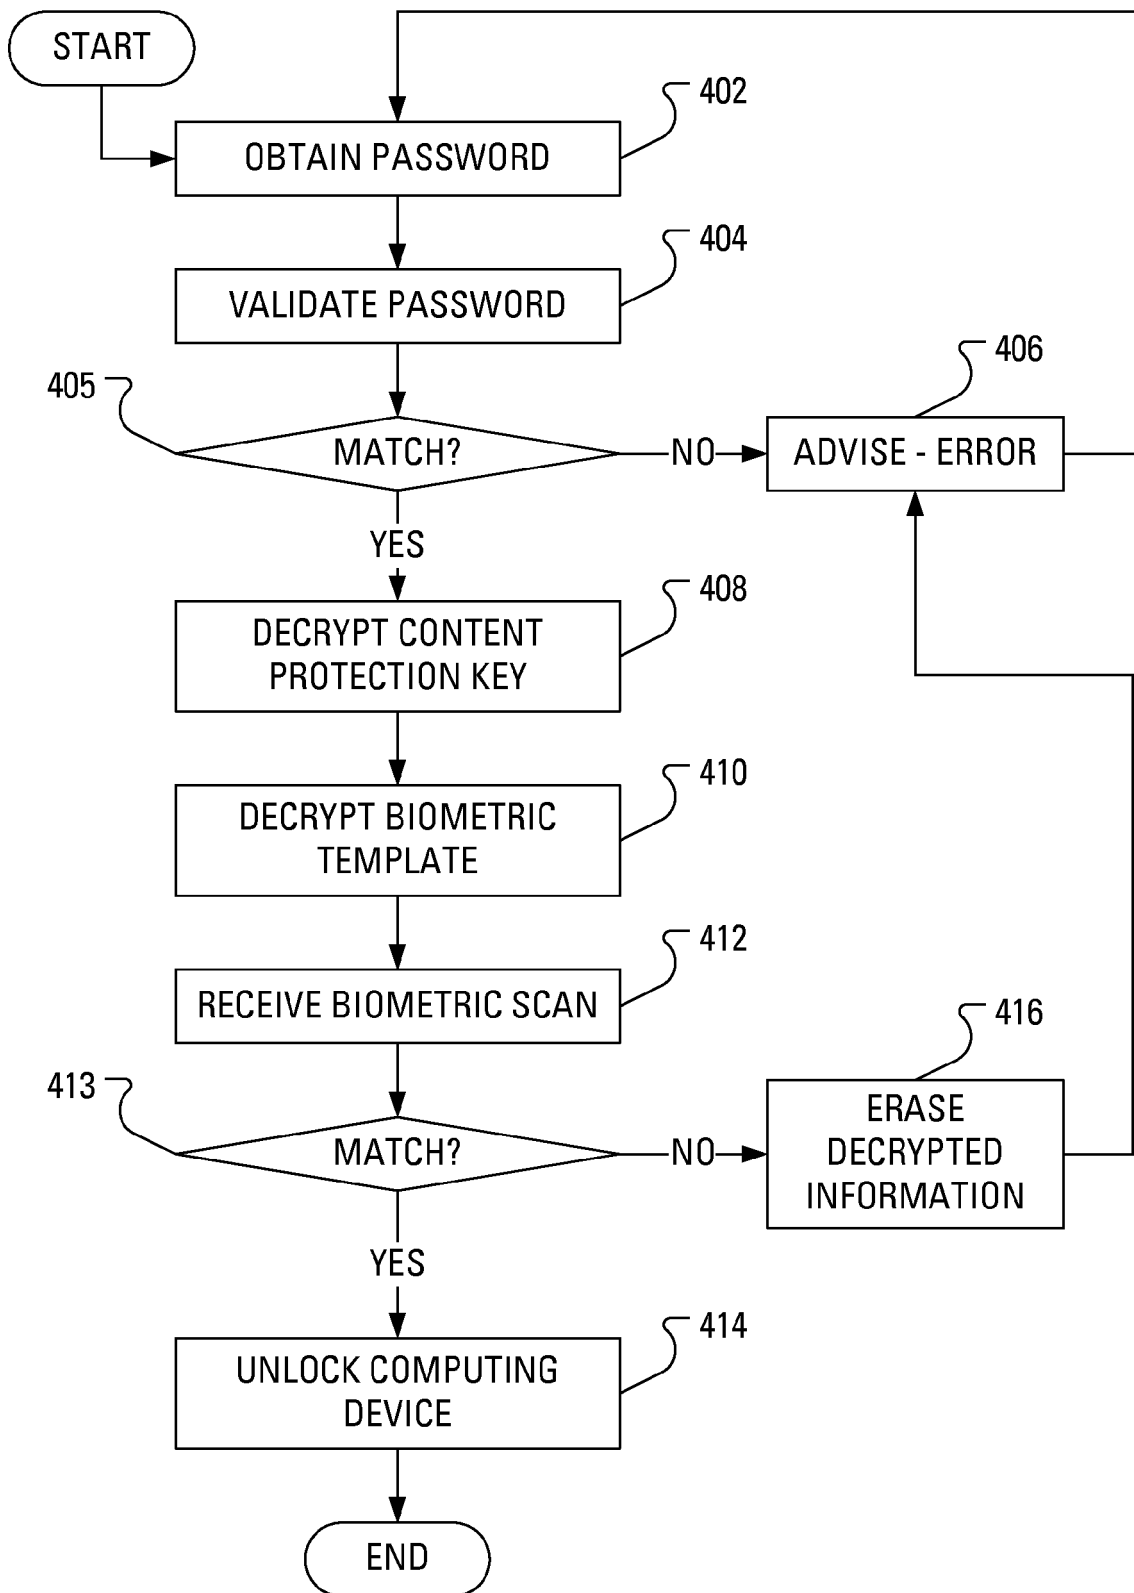 START
402
OBTAIN PASSWORD
404
VALIDATE PASSWORD
406
405
MATCH?
NO
ADVISE - ERROR
YES
408
DECRYPT CONTENT
PROTECTION KEY
410
DECRYPT BIOMETRIC
TEMPLATE
412
RECEIVE BIOMETRIC SCAN
416
413
MATCH?
NO
ERASE
DECRYPTED
INFORMATION
YES
414
UNLOCK COMPUTING
DEVICE
END